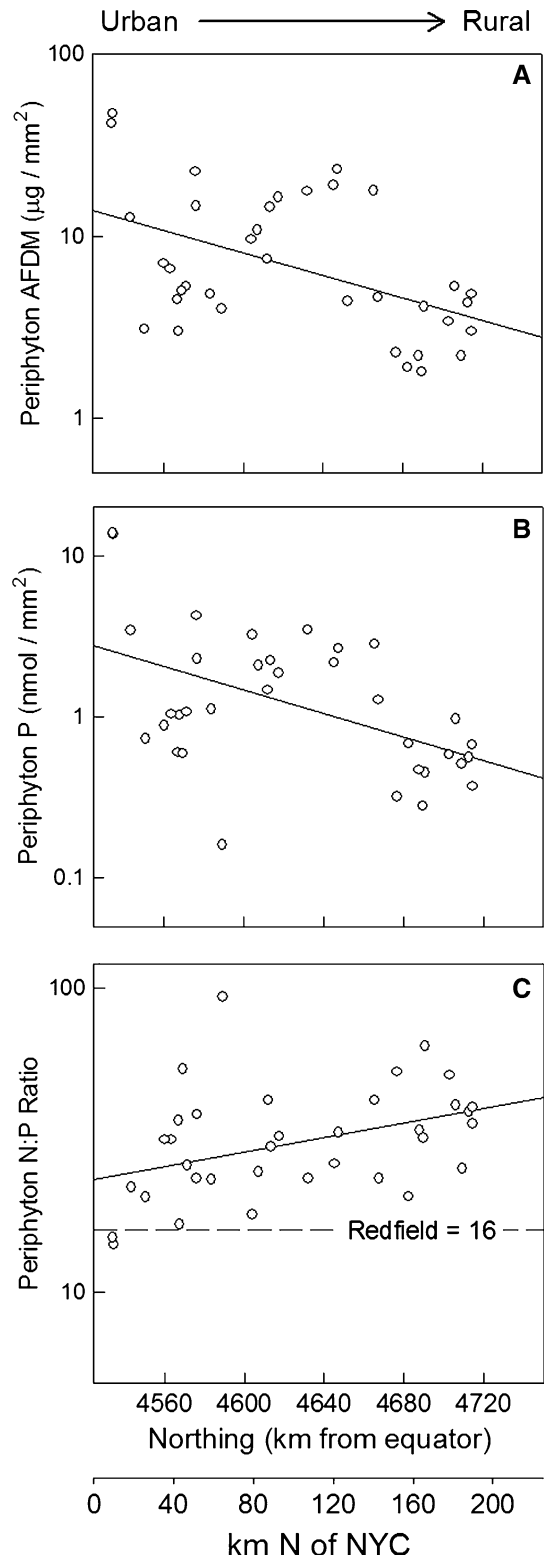 Urban Rural
A
100
10
1
Periphyton AFDM (µg / mm²)
B
10
1
0.1
Periphyton P (nmol / mm²)
C
100
10
Periphyton N:P Ratio
Redfield = 16
4560 4600 4640 4680 4720
Northing (km from equator)
0 40 80 120 160 200
km N of NYC